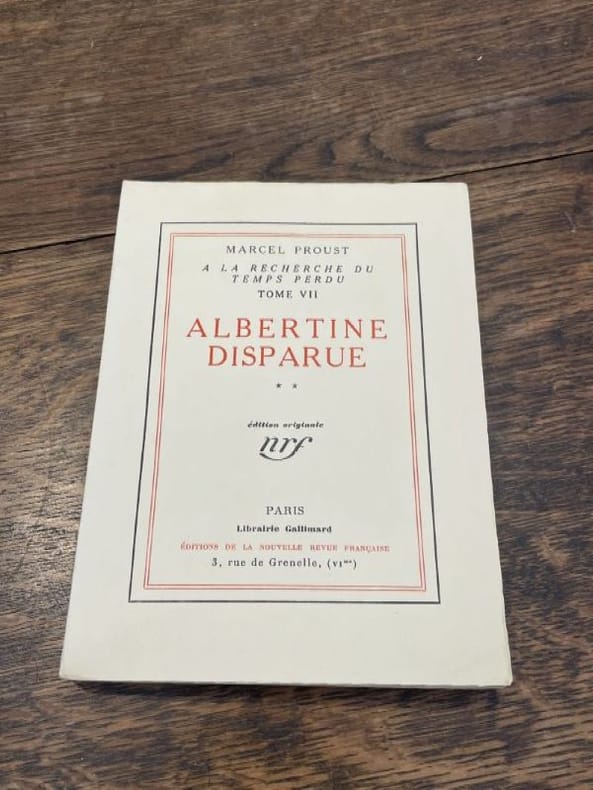 MARCEL PROUST
A LA RECHERCHE DU
TEMPS PERDU
TOME VII
ALBERTINE
DISPARUE
* *
édition originale
nrf
PARIS
Librairie Gallimard
ÉDITIONS DE LA NOUVELLE REVUE FRANÇAISE
3, rue de Grenelle, (VIme)